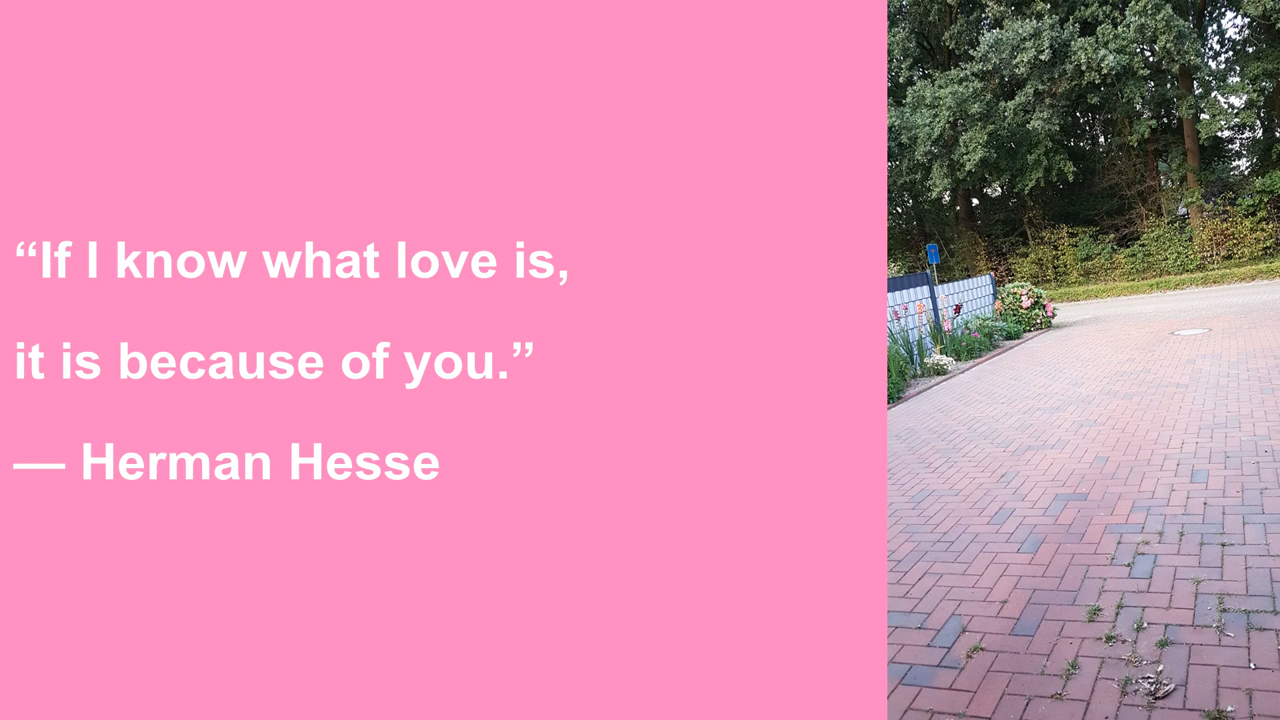 “If I know what love is,
it is because of you.”
— Herman Hesse